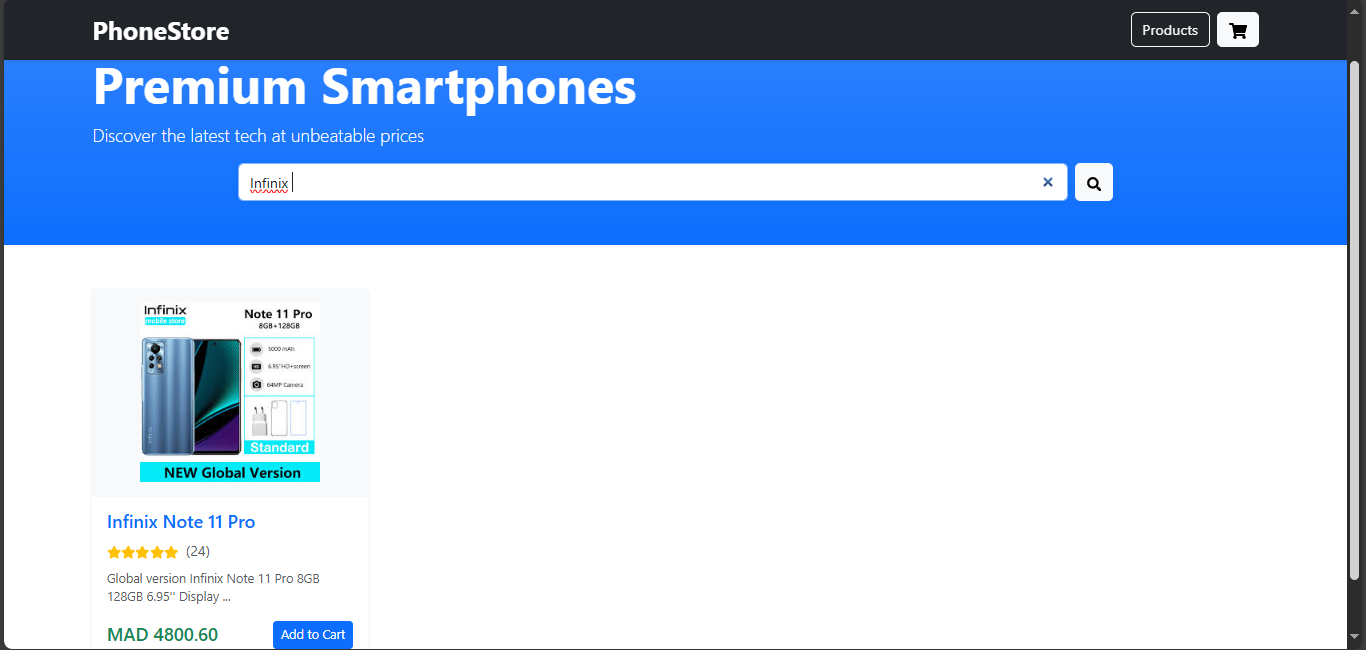 PhoneStore
Products
Premium Smartphones
Discover the latest tech at unbeatable prices
Infinix
Infinix
mobile store
Note 11 Pro
8GB+128GB
5000 mAh
6.95"HD+screen
64MP Camera
Standard
NEW Global Version
Infinix Note 11 Pro
(24)
Global version Infinix Note 11 Pro 8GB
128GB 6.95'' Display ...
MAD 4800.60
Add to Cart